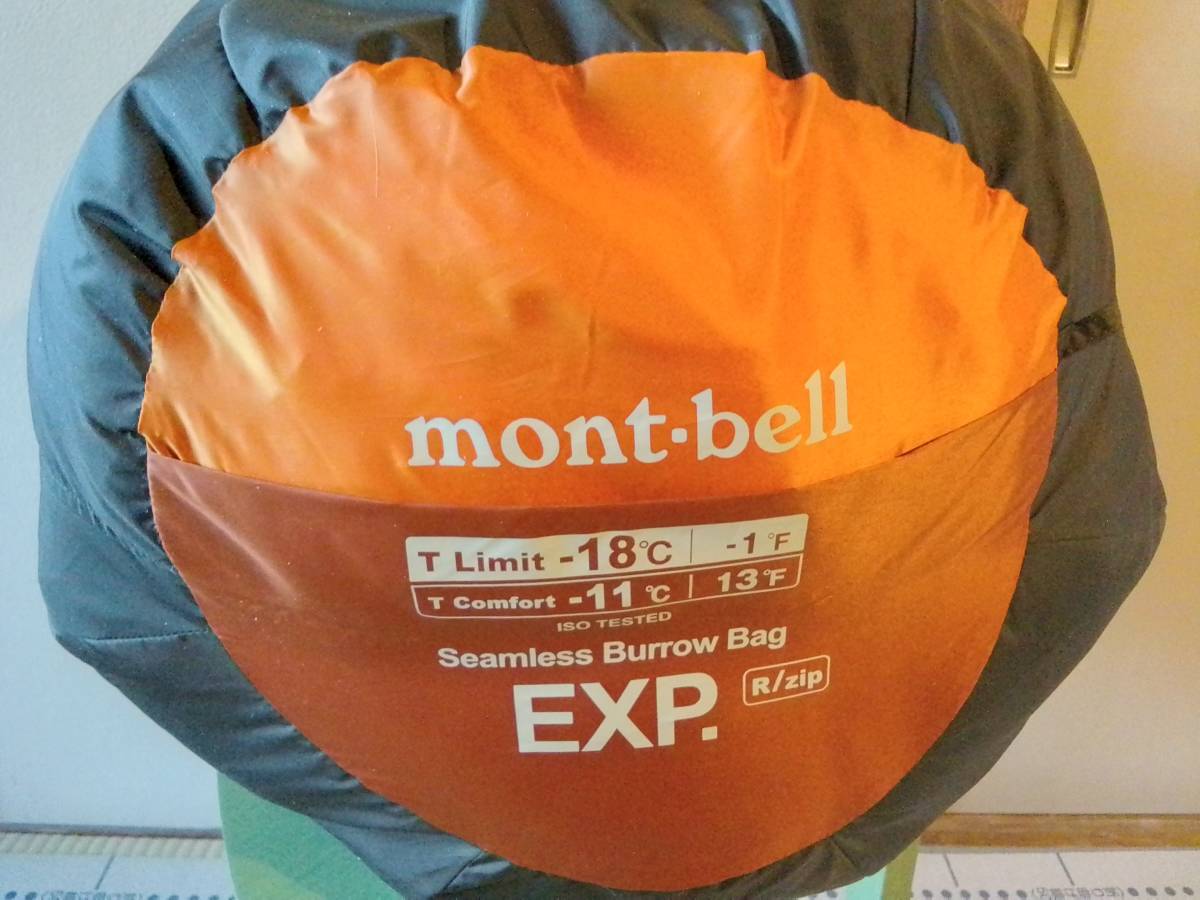 mont·bell
T Limit -18℃ | -1°F
T Comfort -11℃ | 13°F
ISO TESTED
Seamless Burrow Bag
EXP. R/zip